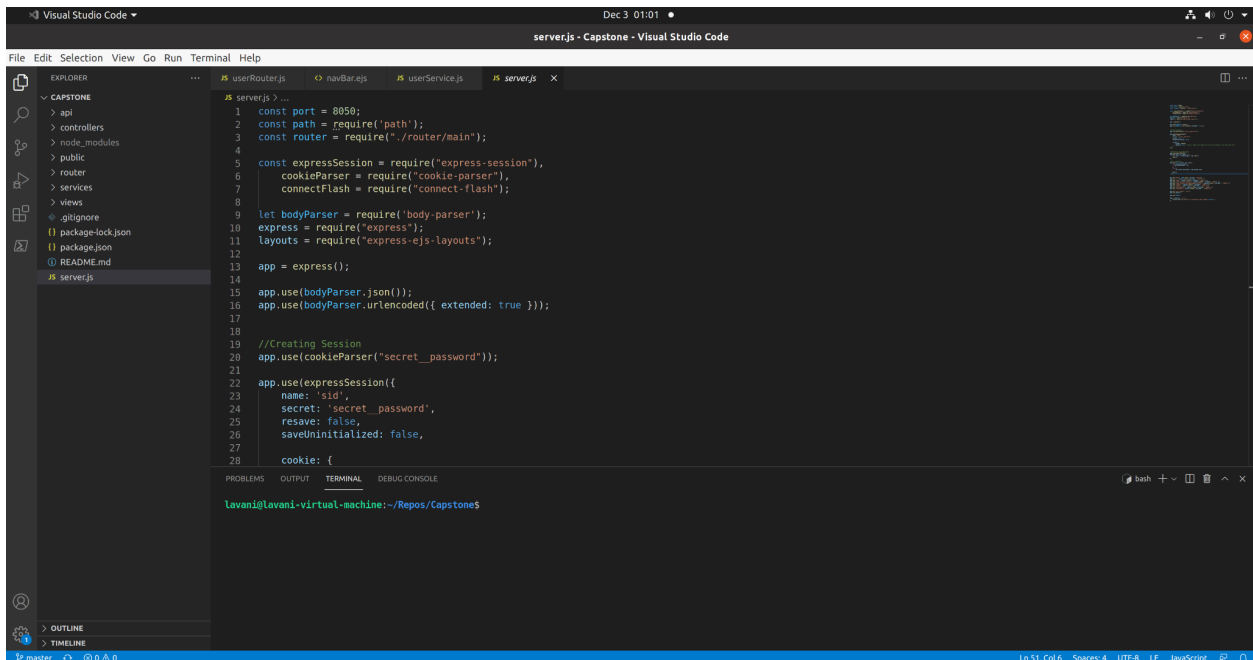 Visual Studio Code
Dec 3 01:01
server.js - Capstone - Visual Studio Code
File Edit Selection View Go Run Terminal Help
EXPLORER
CAPSTONE
> api
> controllers
> node_modules
> public
> router
> services
> views
.gitignore
{} package-lock.json
{} package.json
README.md
JS server.js
> OUTLINE
> TIMELINE
JS userRouter.js <> navBar.ejs JS userService.js JS server.js
JS server.js > ...
1 const port = 8050;
2 const path = require('path');
3 const router = require("./router/main");
4
5 const expressSession = require("express-session"),
6 cookieParser = require("cookie-parser"),
7 connectFlash = require("connect-flash");
8
9 let bodyParser = require('body-parser');
10 express = require("express");
11 layouts = require("express-ejs-layouts");
12
13 app = express();
14
15 app.use(bodyParser.json());
16 app.use(bodyParser.urlencoded({ extended: true }));
17
18
19 //Creating Session
20 app.use(cookieParser("secret__password"));
21
22 app.use(expressSession({
23 name: 'sid',
24 secret: 'secret__password',
25 resave: false,
26 saveUninitialized: false,
27
28 cookie: {
PROBLEMS OUTPUT TERMINAL DEBUG CONSOLE
bash
lavani@lavani-virtual-machine:~/Repos/Capstone$
1
master 0 0
Ln 51, Col 6 Spaces: 4 UTF-8 LF JavaScript